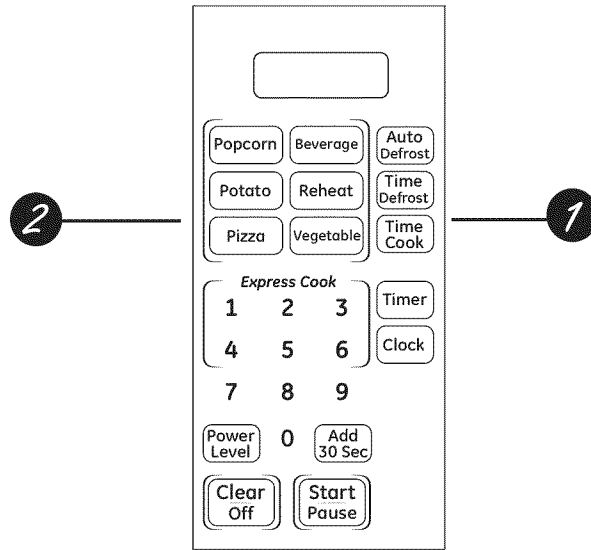 Popcorn Beverage Auto Defrost
Potato Reheat Time Defrost
Pizza Vegetable Time Cook
2 1
Express Cook
1 2 3 Timer
4 5 6 Clock
7 8 9
Power Level 0 Add 30 Sec
Clear Off Start Pause